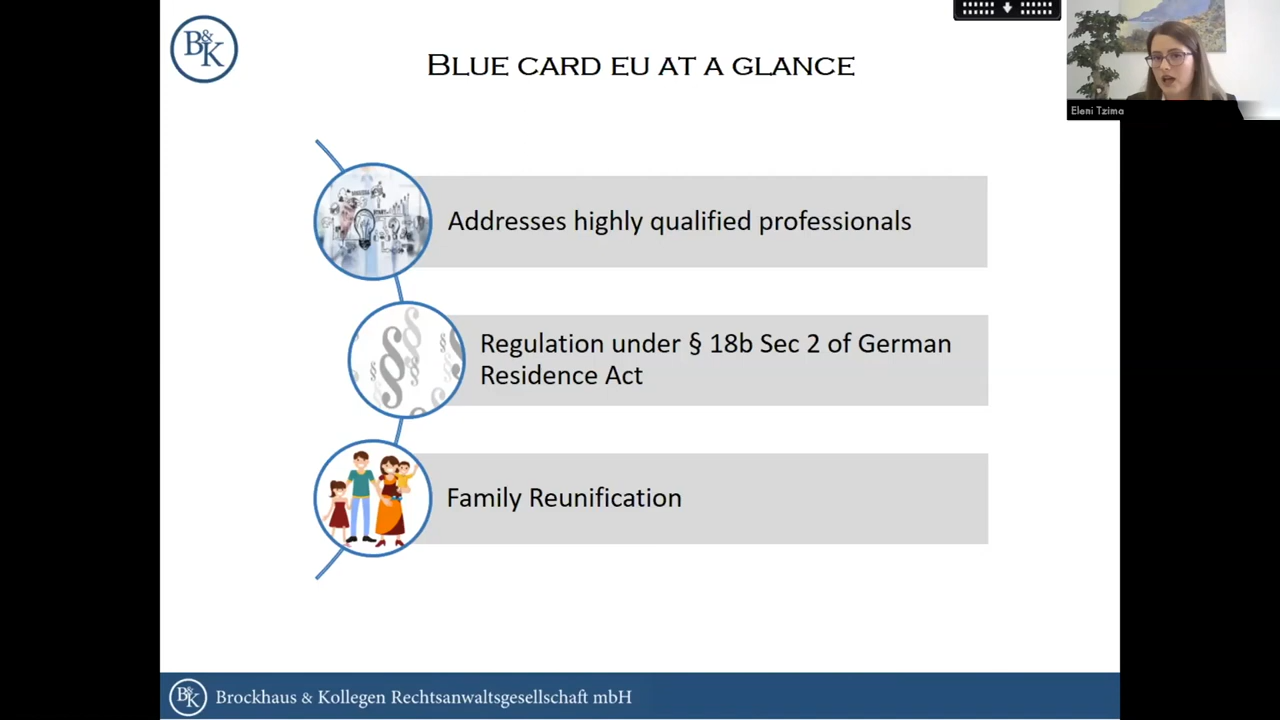 B&K
BLUE CARD EU AT A GLANCE
Eleni Tzima
Addresses highly qualified professionals
Regulation under § 18b Sec 2 of German
Residence Act
Family Reunification
B&K Brockhaus & Kollegen Rechtsanwaltsgesellschaft mbH